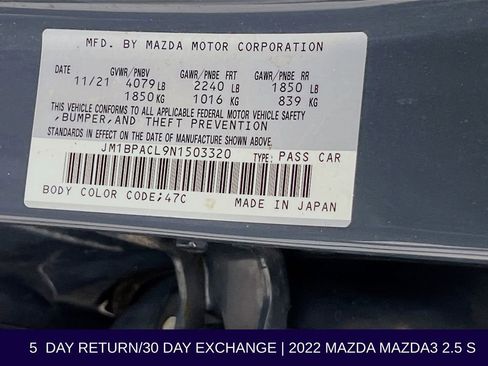 MFD. BY MAZDA MOTOR CORPORATION
GVWR/PNBV GAWR/PNBE FRT GAWR/PNBE RR
11/21 4079 LB 2240 LB 1850 LB
1850 KG 1016 KG 839 KG
THIS VEHICLE CONFORMS TO ALL APPLICABLE FEDERAL MOTOR VEHICLE SAFETY
,BUMPER,AND THEFT PREVENTION
STANDARDS IN EFFECT ON THE DATE OF MANUFACTURE SHOWN ABOVE.
JM1BPACL9N1503320 TYPE: PASS CAR
BODY COLOR CODE;47C MADE IN JAPAN
5 DAY RETURN/30 DAY EXCHANGE | 2022 MAZDA MAZDA3 2.5 S